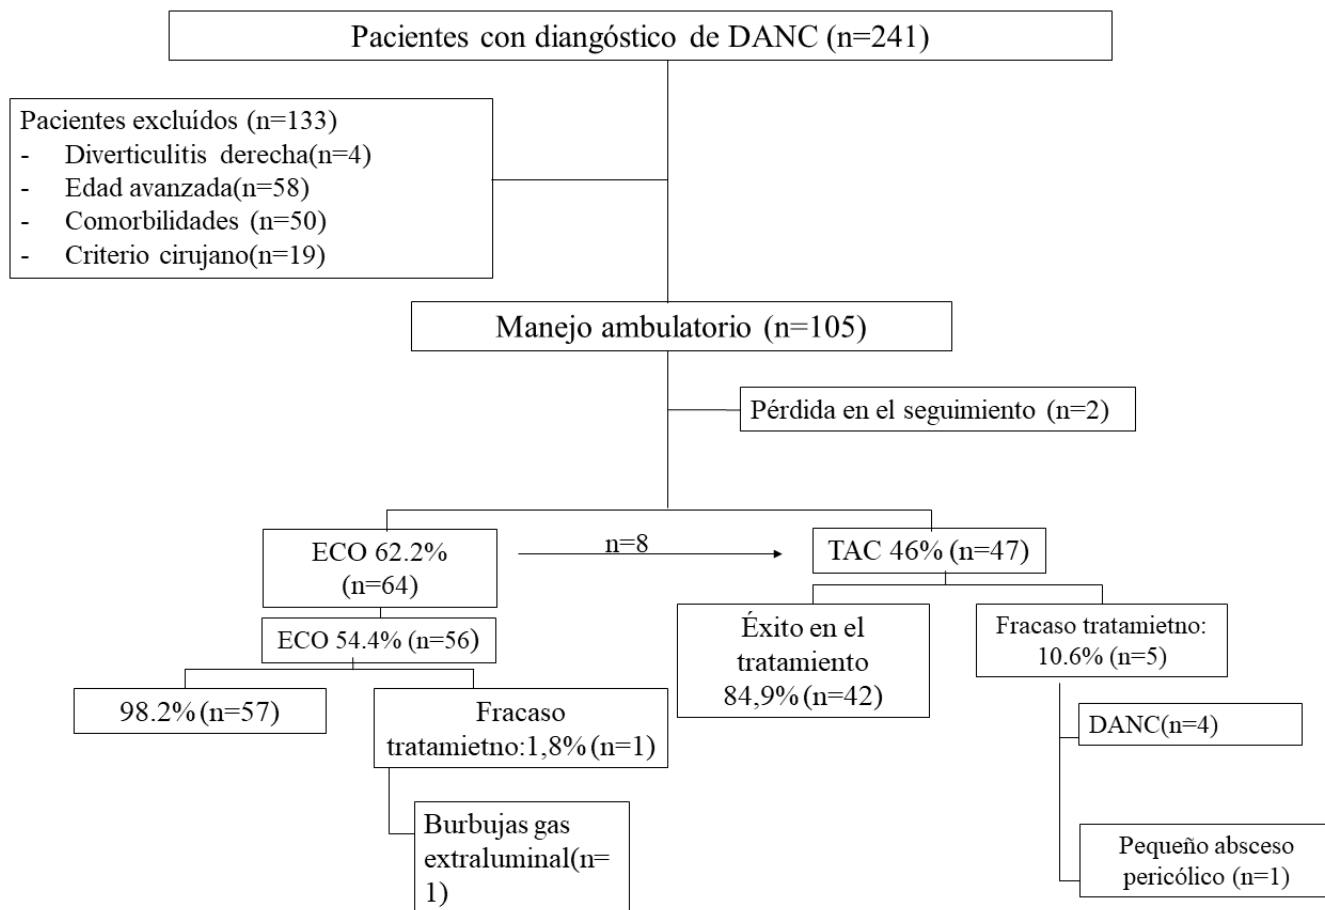 Pacientes con diangóstico de DANC (n=241)
Pacientes excluídos (n=133)
- Diverticulitis derecha(n=4)
- Edad avanzada(n=58)
- Comorbilidades (n=50)
- Criterio cirujano(n=19)
Manejo ambulatorio (n=105)
Pérdida en el seguimiento (n=2)
ECO 62.2%
(n=64)
n=8
TAC 46% (n=47)
ECO 54.4% (n=56)
98.2% (n=57)
Fracaso
tratamietno:1,8% (n=1)
Burbujas gas
extraluminal(n=
1)
Éxito en el
tratamiento
84,9% (n=42)
Fracaso tratamietno:
10.6% (n=5)
DANC(n=4)
Pequeño absceso
pericólico (n=1)